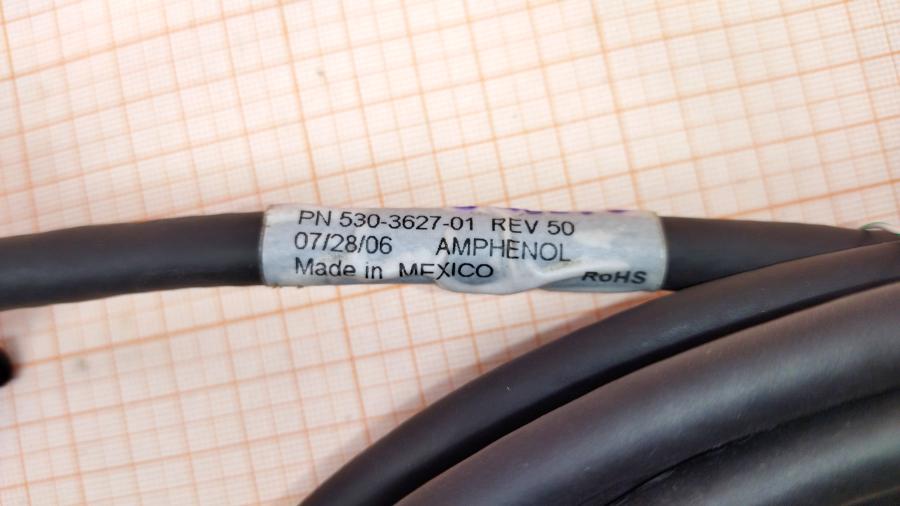 PN 530-3627-01 REV 50
07/28/06 AMPHENOL
Made in MEXICO
RoHS